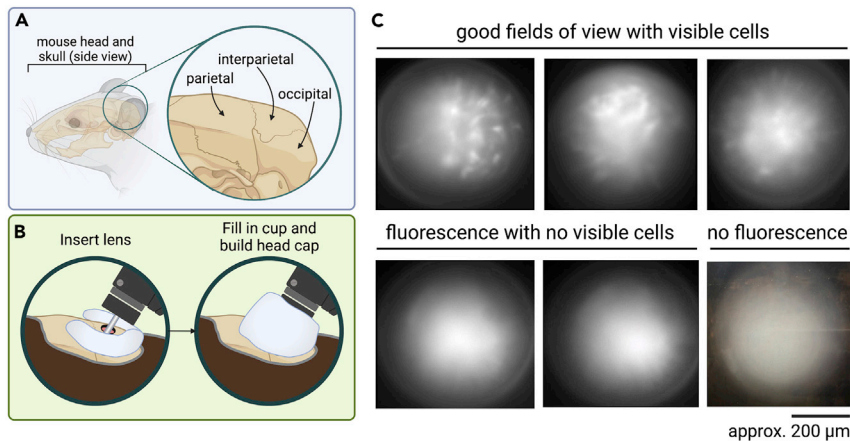 A
mouse head and
skull (side view)
interparietal
parietal
occipital
B
Insert lens
Fill in cup and
build head cap
C
good fields of view with visible cells
fluorescence with no visible cells
no fluorescence
approx. 200 µm